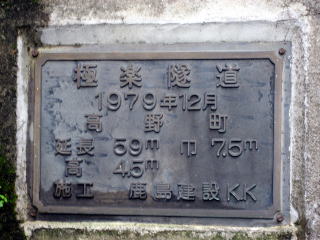 極楽隧道
1979年12月
高野町
延長 59m 巾 7.5m
高 4.5m
施工 鹿島建設KK